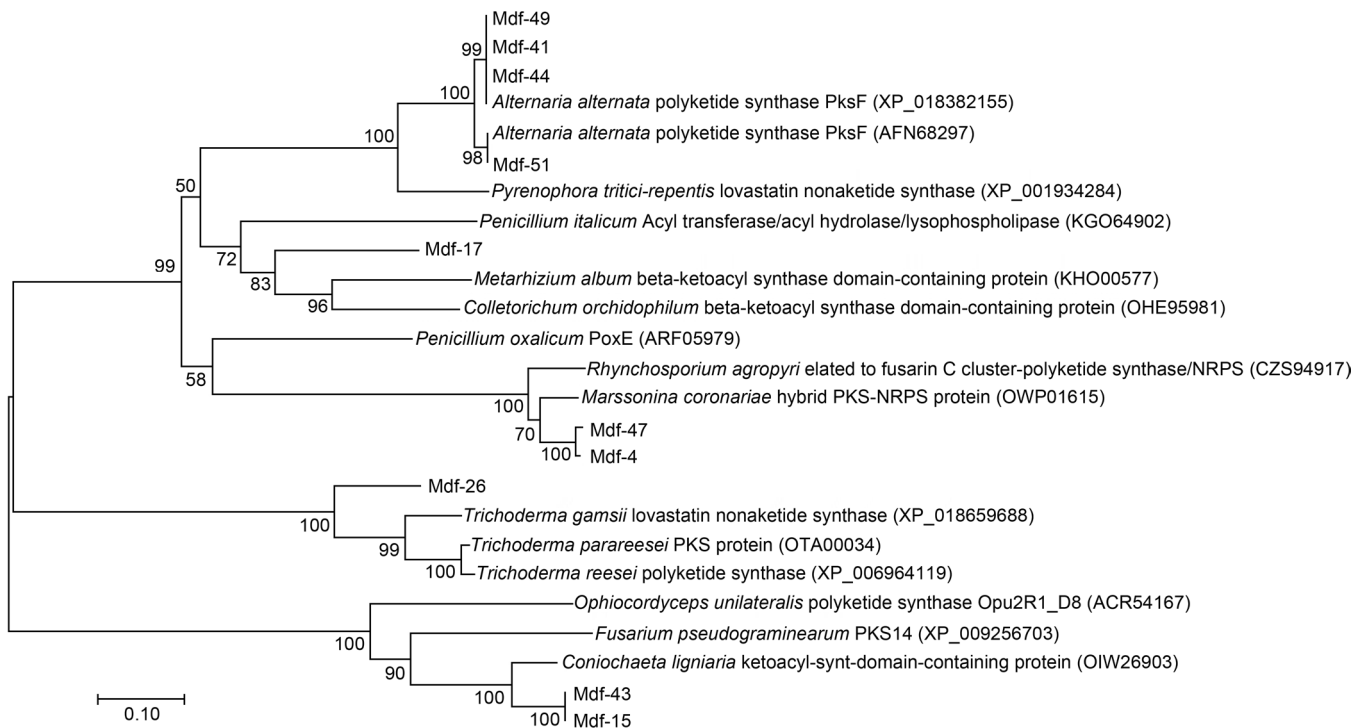 Mdf-49
99
Mdf-41
Mdf-44
100
Alternaria alternata polyketide synthase PksF (XP_018382155)
100
Alternaria alternata polyketide synthase PksF (AFN68297)
98
Mdf-51
50
Pyrenophora tritici-repentis lovastatin nonaketide synthase (XP_001934284)
Penicillium italicum Acyl transferase/acyl hydrolase/lysophospholipase (KGO64902)
Mdf-17
72
99
Metarhizium album beta-ketoacyl synthase domain-containing protein (KHO00577)
83
96
Colletorichum orchidophilum beta-ketoacyl synthase domain-containing protein (OHE95981)
Penicillium oxalicum PoxE (ARF05979)
Rhynchosporium agropyri elated to fusarin C cluster-polyketide synthase/NRPS (CZS94917)
58
Marssonina coronariae hybrid PKS-NRPS protein (OWP01615)
100
Mdf-47
70
100
Mdf-4
Mdf-26
Trichoderma gamsii lovastatin nonaketide synthase (XP_018659688)
100
Trichoderma parareesei PKS protein (OTA00034)
99
100
Trichoderma reesei polyketide synthase (XP_006964119)
Ophiocordyceps unilateralis polyketide synthase Opu2R1_D8 (ACR54167)
Fusarium pseudograminearum PKS14 (XP_009256703)
100
Coniochaeta ligniaria ketoacyl-synt-domain-containing protein (OIW26903)
90
Mdf-43
100
100
Mdf-15
0.10